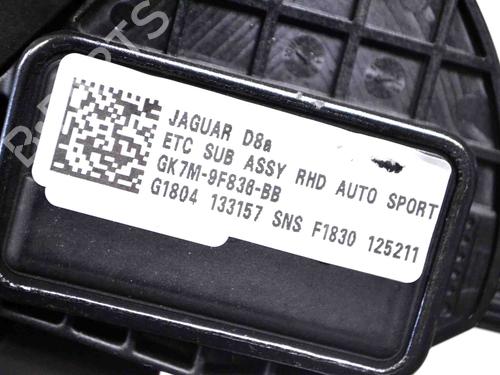 JAGUAR D8a
ETC SUB ASSY RHD AUTO SPORT
GK7M-9F836-BB
G1804 133157 SNS F1830 125211